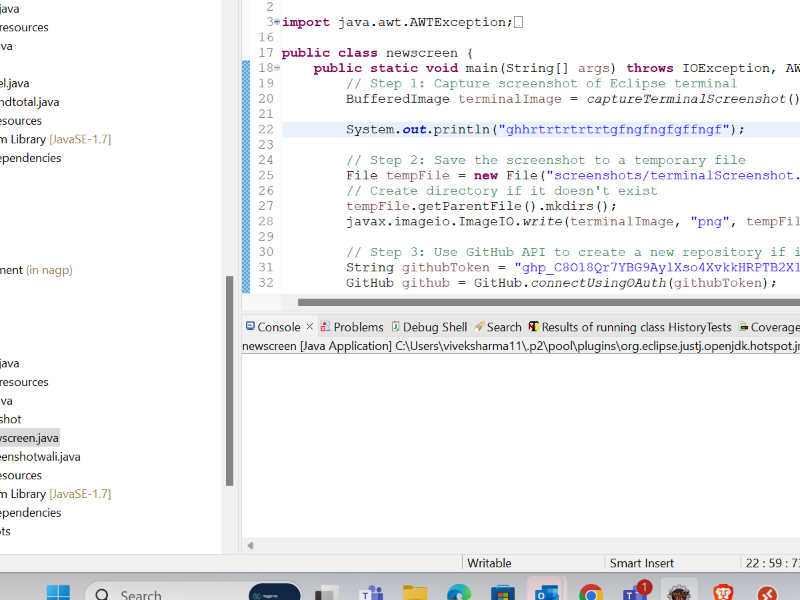 java
resources
va
el.java
ndtotal.java
esources
m Library [JavaSE-1.7]
ependencies
ment (in nagp)
java
resources
va
shot
wscreen.java
eenshotwali.java
esources
m Library [JavaSE-1.7]
ependencies
ots
2
3 import java.awt.AWTException;
16
17 public class newscreen {
18 public static void main(String[] args) throws IOException, AW
19 // Step 1: Capture screenshot of Eclipse terminal
20 BufferedImage terminalImage = captureTerminalScreenshot()
21
22 System.out.println("ghhrtrtrtrtrtgfngfngfgffngf");
23
24 // Step 2: Save the screenshot to a temporary file
25 File tempFile = new File("screenshots/terminalScreenshot.
26 // Create directory if it doesn't exist
27 tempFile.getParentFile().mkdirs();
28 javax.imageio.ImageIO.write(terminalImage, "png", tempFil
29
30 // Step 3: Use GitHub API to create a new repository if i
31 String githubToken =
32 GitHub github = GitHub.connectUsingOAuth(githubToken);
Console Problems Debug Shell Search Results of running class HistoryTests Coverage
newscreen [Java Application] C:\Users\viveksharma11\.p2\pool\plugins\org.eclipse.justj.openjdk.hotspot.jr
Writable Smart Insert 22 : 59 : 73
Search
1